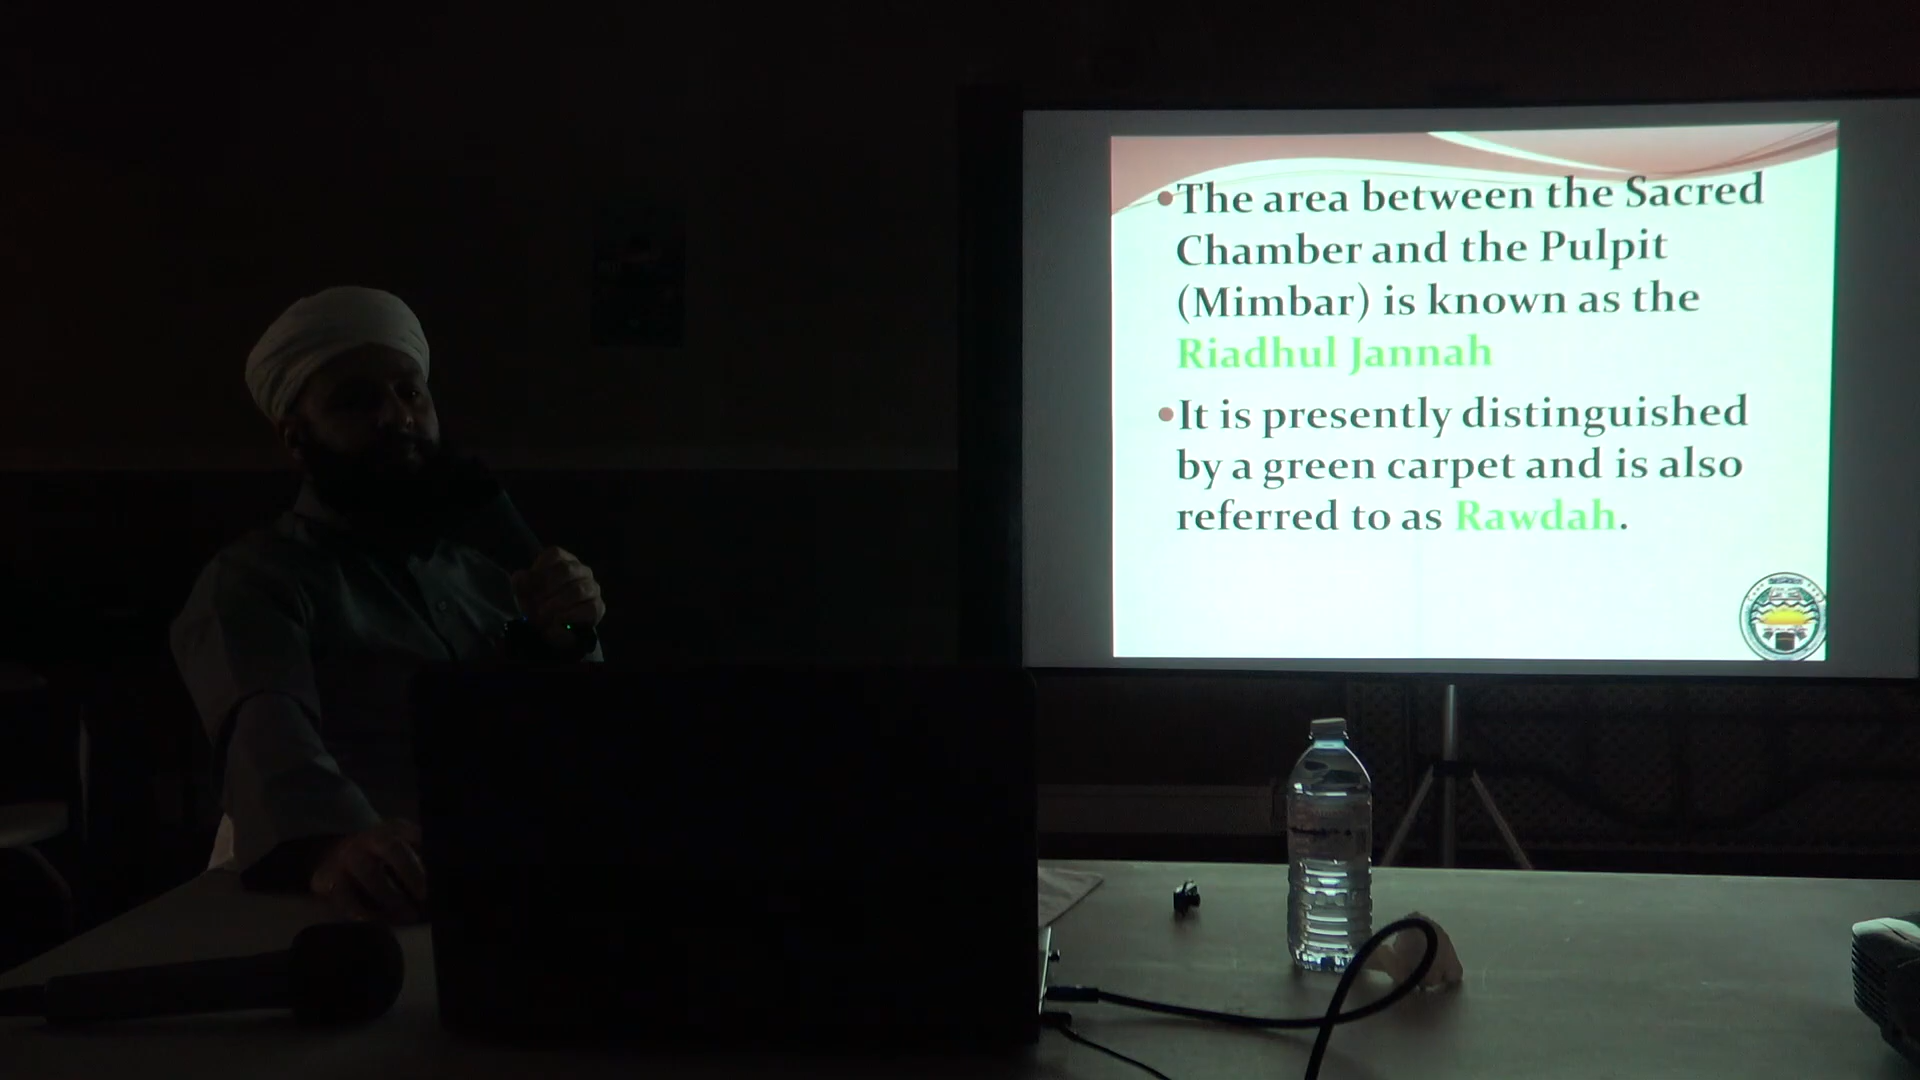 •The area between the Sacred
Chamber and the Pulpit
(Mimbar) is known as the
Riadhul Jannah
•It is presently distinguished
by a green carpet and is also
referred to as Rawdah.